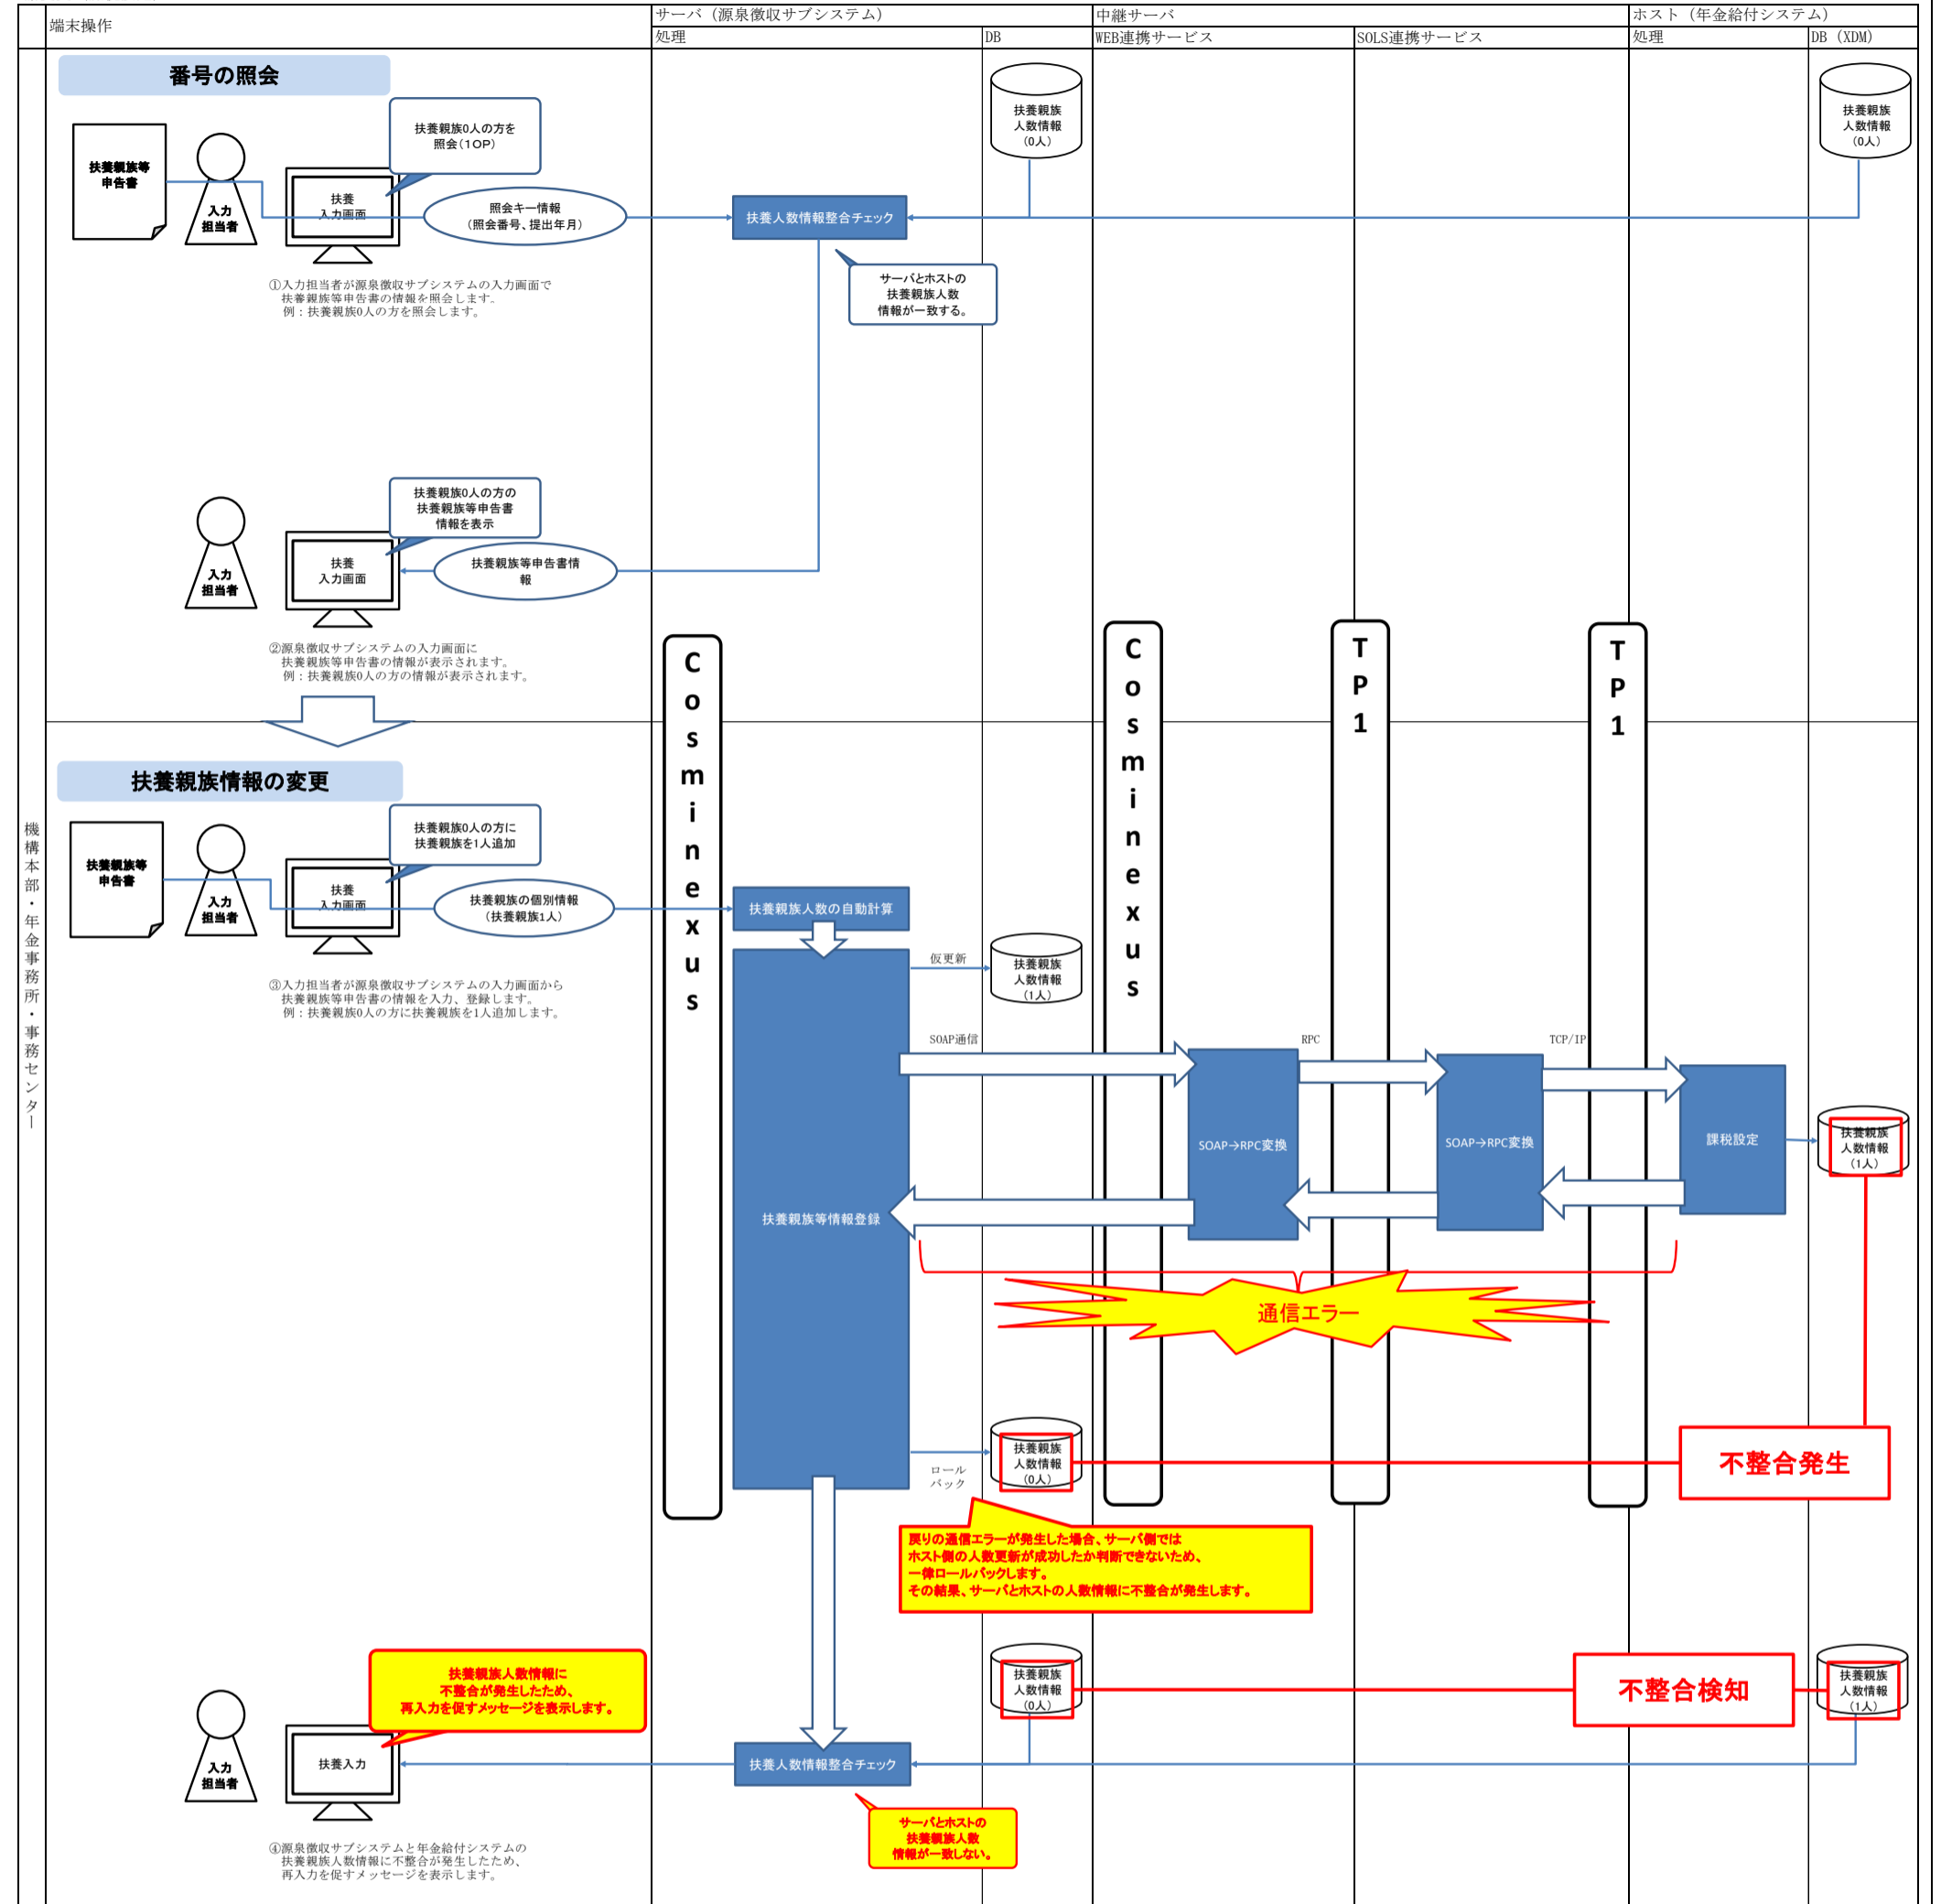 端末操作
サーバ（源泉徴収サブシステム）
中継サーバ
ホスト（年金給付システム）
処理
DB
WEB連携サービス
SOLS連携サービス
処理
DB（XDM）
機構本部・年金事務所・事務センター
番号の照会
扶養親族0人の方を
照会(1OP)
扶養親族等
申告書
入力
担当者
扶養
入力画面
照会キー情報
(照会番号、提出年月)
扶養人数情報整合チェック
扶養親族
人数情報
(0人)
扶養親族
人数情報
(0人)
サーバとホストの
扶養親族人数
情報が一致する。
①入力担当者が源泉徴収サブシステムの入力画面で
扶養親族等申告書の情報を照会します。
例：扶養親族0人の方を照会します。
扶養親族0人の方の
扶養親族等申告書
情報を表示
入力
担当者
扶養
入力画面
扶養親族等申告書情
報
②源泉徴収サブシステムの入力画面に
扶養親族等申告書の情報が表示されます。
例：扶養親族0人の方の情報が表示されます。
Cosminexus
Cosminexus
TP1
TP1
扶養親族情報の変更
扶養親族0人の方に
扶養親族を1人追加
扶養親族等
申告書
入力
担当者
扶養
入力画面
扶養親族の個別情報
(扶養親族1人)
扶養親族人数の自動計算
仮更新
扶養親族
人数情報
(1人)
③入力担当者が源泉徴収サブシステムの入力画面から
扶養親族等申告書の情報を入力、登録します。
例：扶養親族0人の方に扶養親族を1人追加します。
SOAP通信
RPC
TCP/IP
扶養親族等情報登録
SOAP→RPC変換
SOAP→RPC変換
課税設定
扶養親族
人数情報
(1人)
通信エラー
ロール
バック
扶養親族
人数情報
(0人)
不整合発生
戻りの通信エラーが発生した場合、サーバ側では
ホスト側の人数更新が成功したか判断できないため、
一律ロールバックします。
その結果、サーバとホストの人数情報に不整合が発生します。
扶養親族人数情報に
不整合が発生したため、
再入力を促すメッセージを表示します。
扶養親族
人数情報
(0人)
不整合検知
扶養親族
人数情報
(1人)
入力
担当者
扶養入力
扶養人数情報整合チェック
サーバとホストの
扶養親族人数
情報が一致しない。
④源泉徴収サブシステムと年金給付システムの
扶養親族人数情報に不整合が発生したため、
再入力を促すメッセージを表示します。